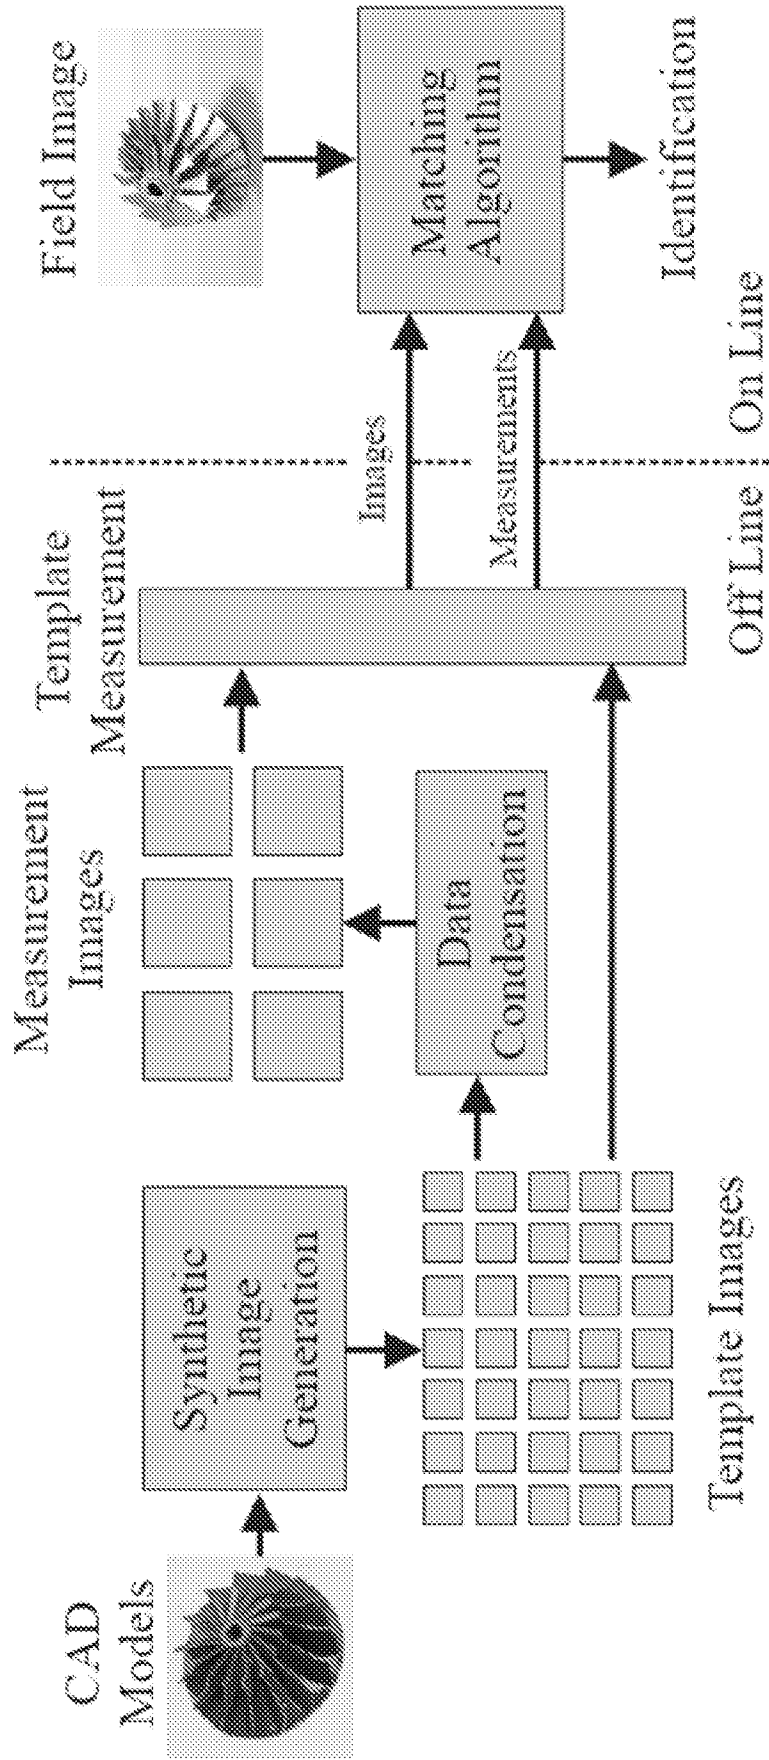 CAD
Models
Synthetic
Image
Generation
Template Images
Measurement
Images
Data
Condensation
Template
Measurement
Images
Measurements
Off Line
On Line
Field Image
Matching
Algorithm
Identification